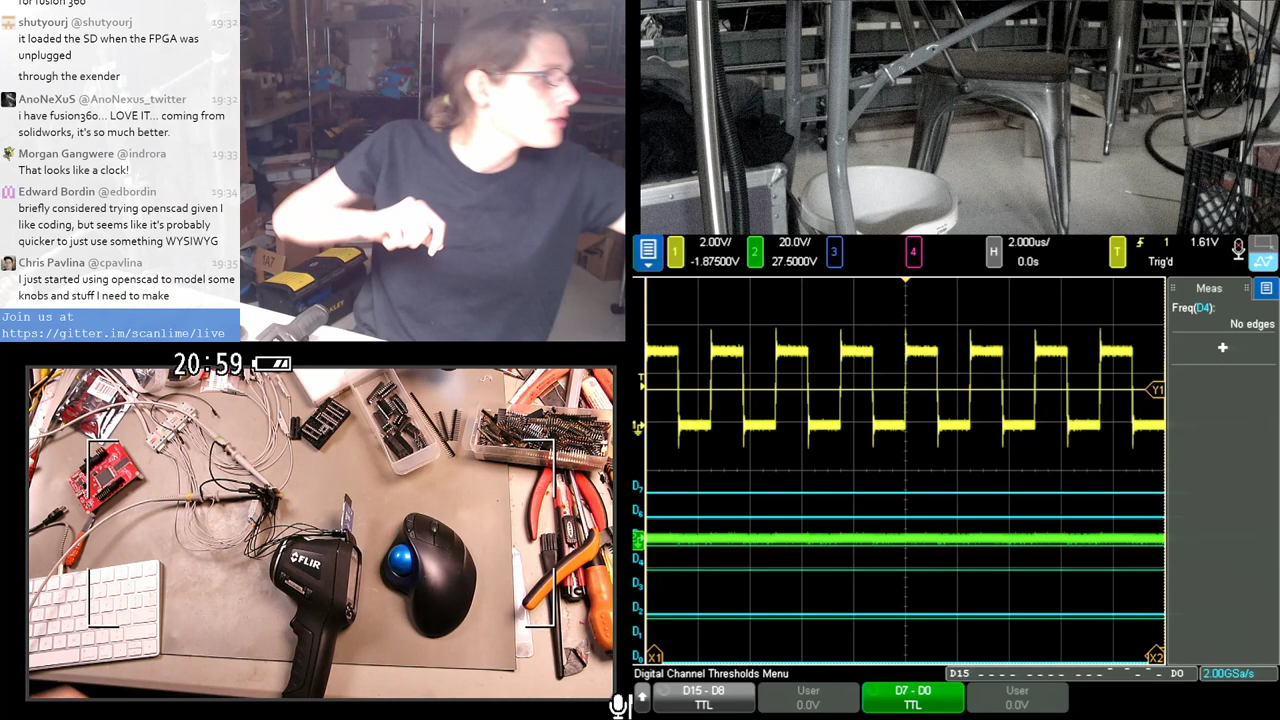 for fusion 360
shutyourj @shutyourj 19:32
it loaded the SD when the FPGA was
unplugged
through the exender
AnoNeXuS @AnoNexus_twitter 19:32
i have fusion360... LOVE IT... coming from
solidworks, it's so much better.
Morgan Gangwere @indrora 19:33
That looks like a clock!
Edward Bordin @edbordin 19:34
briefly considered trying openscad given I
like coding, but seems like it's probably
quicker to just use something WYSIWYG
Chris Pavlina @cpavlina 19:35
I just started using openscad to model some
knobs and stuff I need to make
Join us at
https://gitter.im/scanlime/live
20:59
FLIR
1 2.00V/ 2 20.0V/ 3 4 H 2.000us/ T 1 1.61V
-1.87500V 27.5000V 0.0s Trig'd
Meas
Freq(D4):
No edges
T
Y1
D7
D6
D4
D3
D2
D1
D0
X1 X2
Digital Channel Thresholds Menu
D15 D0 2.00GSa/s
D15 - D8 User D7 - D0 User
TTL 0.0V TTL 0.0V